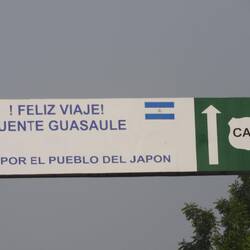 ! FELIZ VIAJE!
UENTE GUASAULE
POR EL PUEBLO DEL JAPON
CA